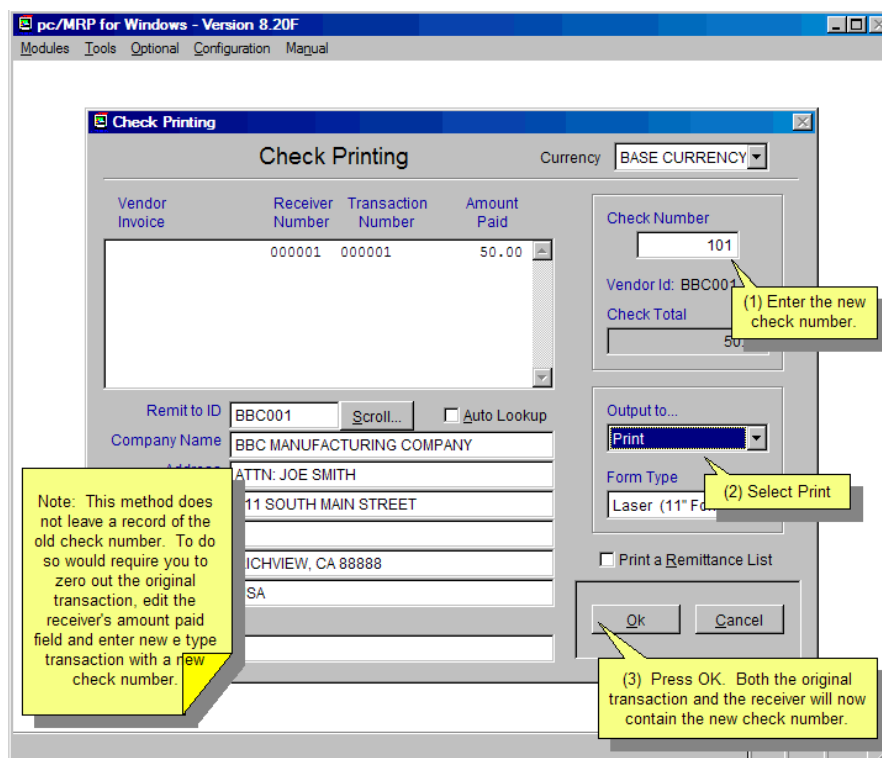 pc/MRP for Windows - Version 8.20F
Modules Tools Optional Configuration Manual
Check Printing
Check Printing
Currency BASE CURRENCY
Vendor Invoice
Receiver Number
Transaction Number
Amount Paid
000001 000001 50.00
Check Number
101
Vendor Id: BBC001
Check Total
50.
(1) Enter the new
check number.
Remit to ID BBC001 Scroll... Auto Lookup
Company Name BBC MANUFACTURING COMPANY
ATTN: JOE SMITH
11 SOUTH MAIN STREET
ICHVIEW, CA 88888
SA
Output to...
Print
Form Type
Laser (11" Fo
(2) Select Print
Print a Remittance List
Ok Cancel
(3) Press OK. Both the original
transaction and the receiver will now
contain the new check number.
Note: This method does
not leave a record of the
old check number. To do
so would require you to
zero out the original
transaction, edit the
receiver's amount paid
field and enter new e type
transaction with a new
check number.